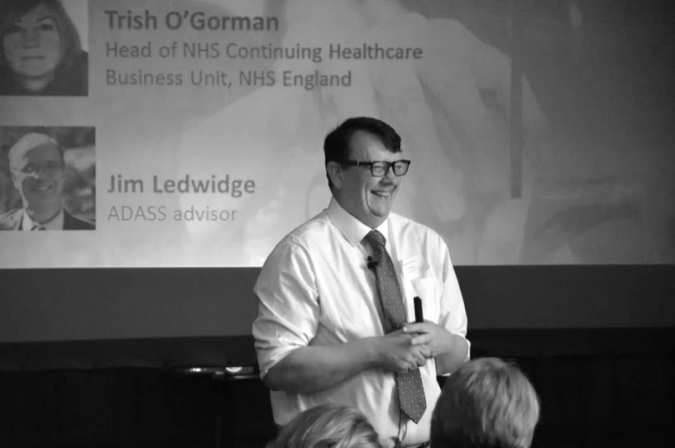 Trish O'Gorman
Head of NHS Continuing Healthcare
Business Unit, NHS England
Jim Ledwidge
ADASS advisor